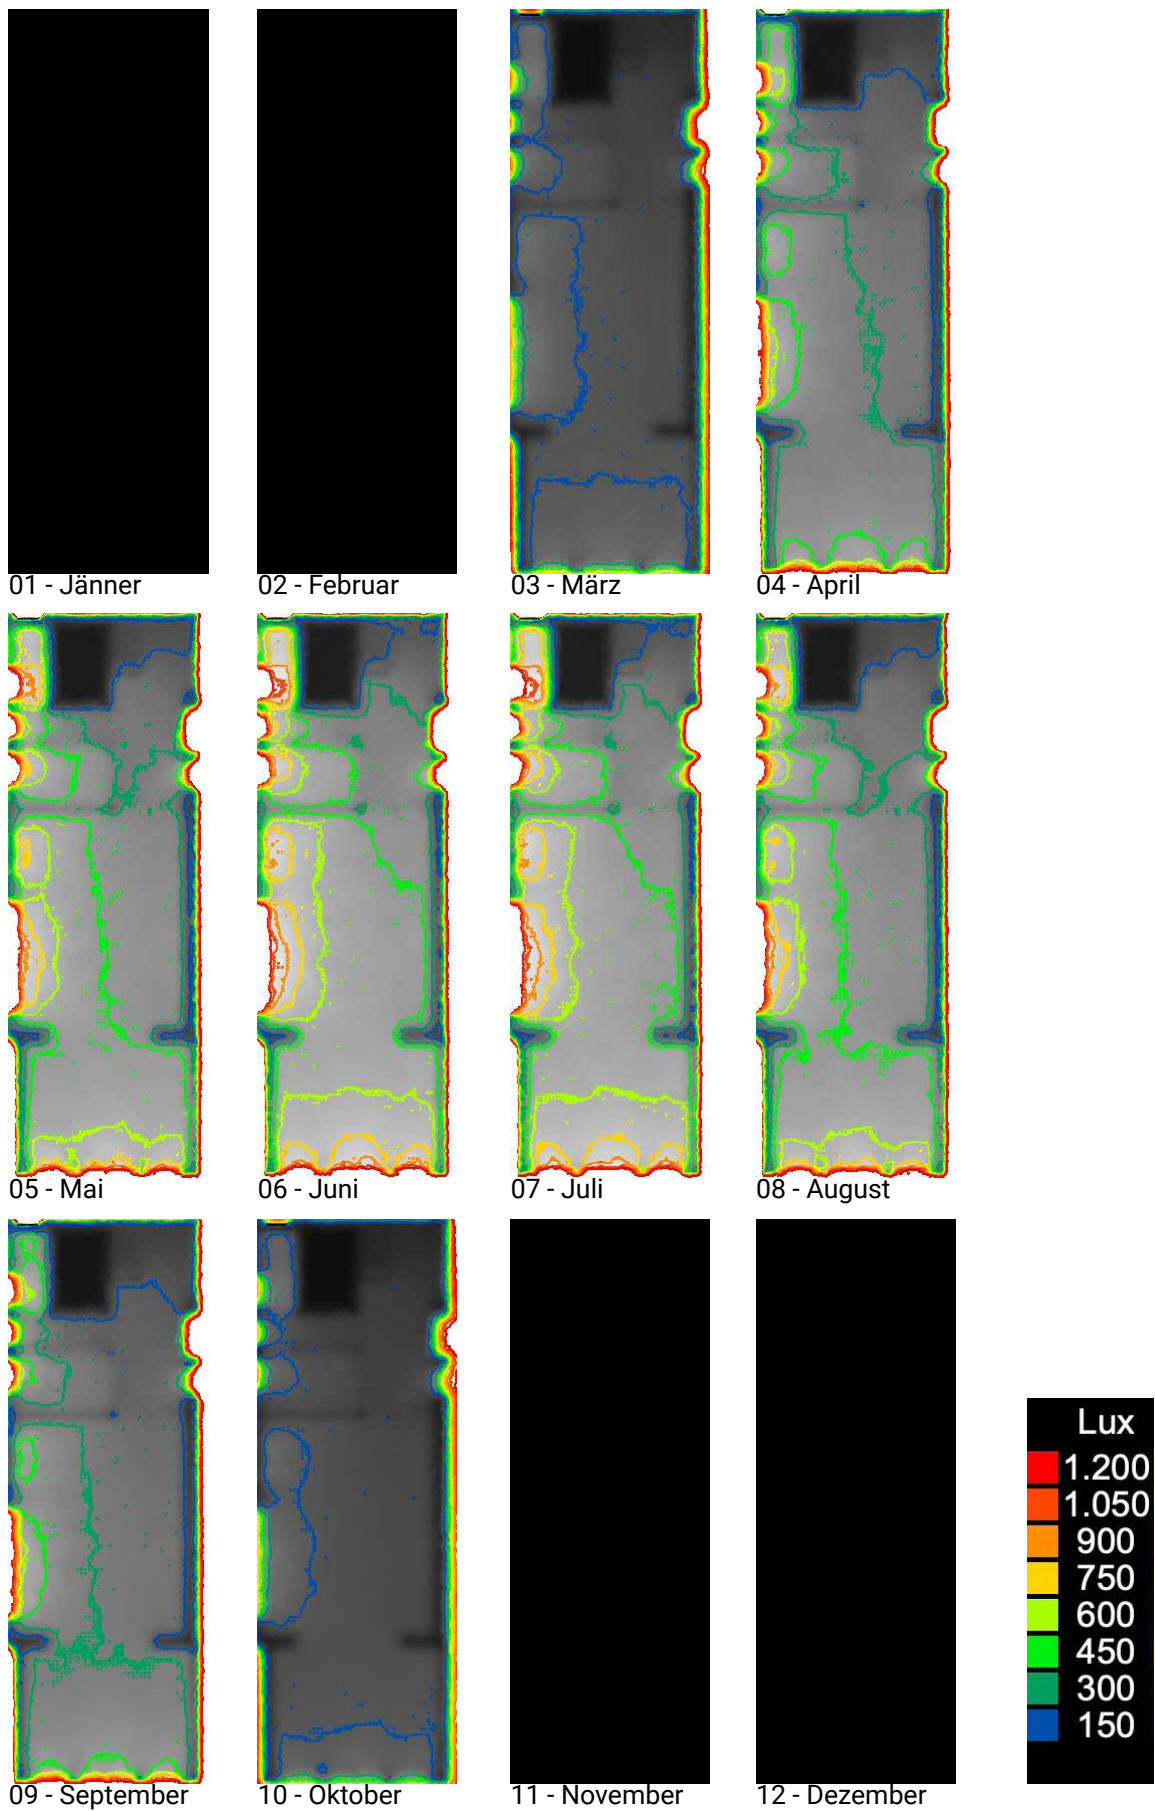 01 - Jänner
02 - Februar
03 - März
04 - April
05 - Mai
06 - Juni
07 - Juli
08 - August
09 - September
10 - Oktober
11 - November
12 - Dezember
Lux
1.200
1.050
900
750
600
450
300
150